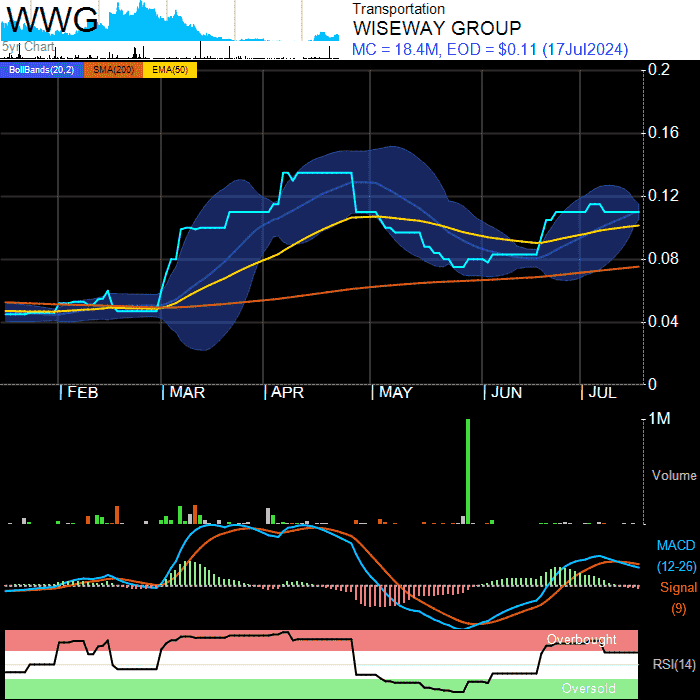 WWG
5yr Chart
Transportation
WISEWAY GROUP
MC = 18.4M, EOD = $0.11 (17Jul2024)
BollBands(20,2) SMA(200) EMA(50)
0.2
0.16
0.12
0.08
0.04
0
FEB MAR APR MAY JUN JUL
1M
Volume
MACD
(12-26)
Signal
(9)
Overbought
RSI(14)
Oversold